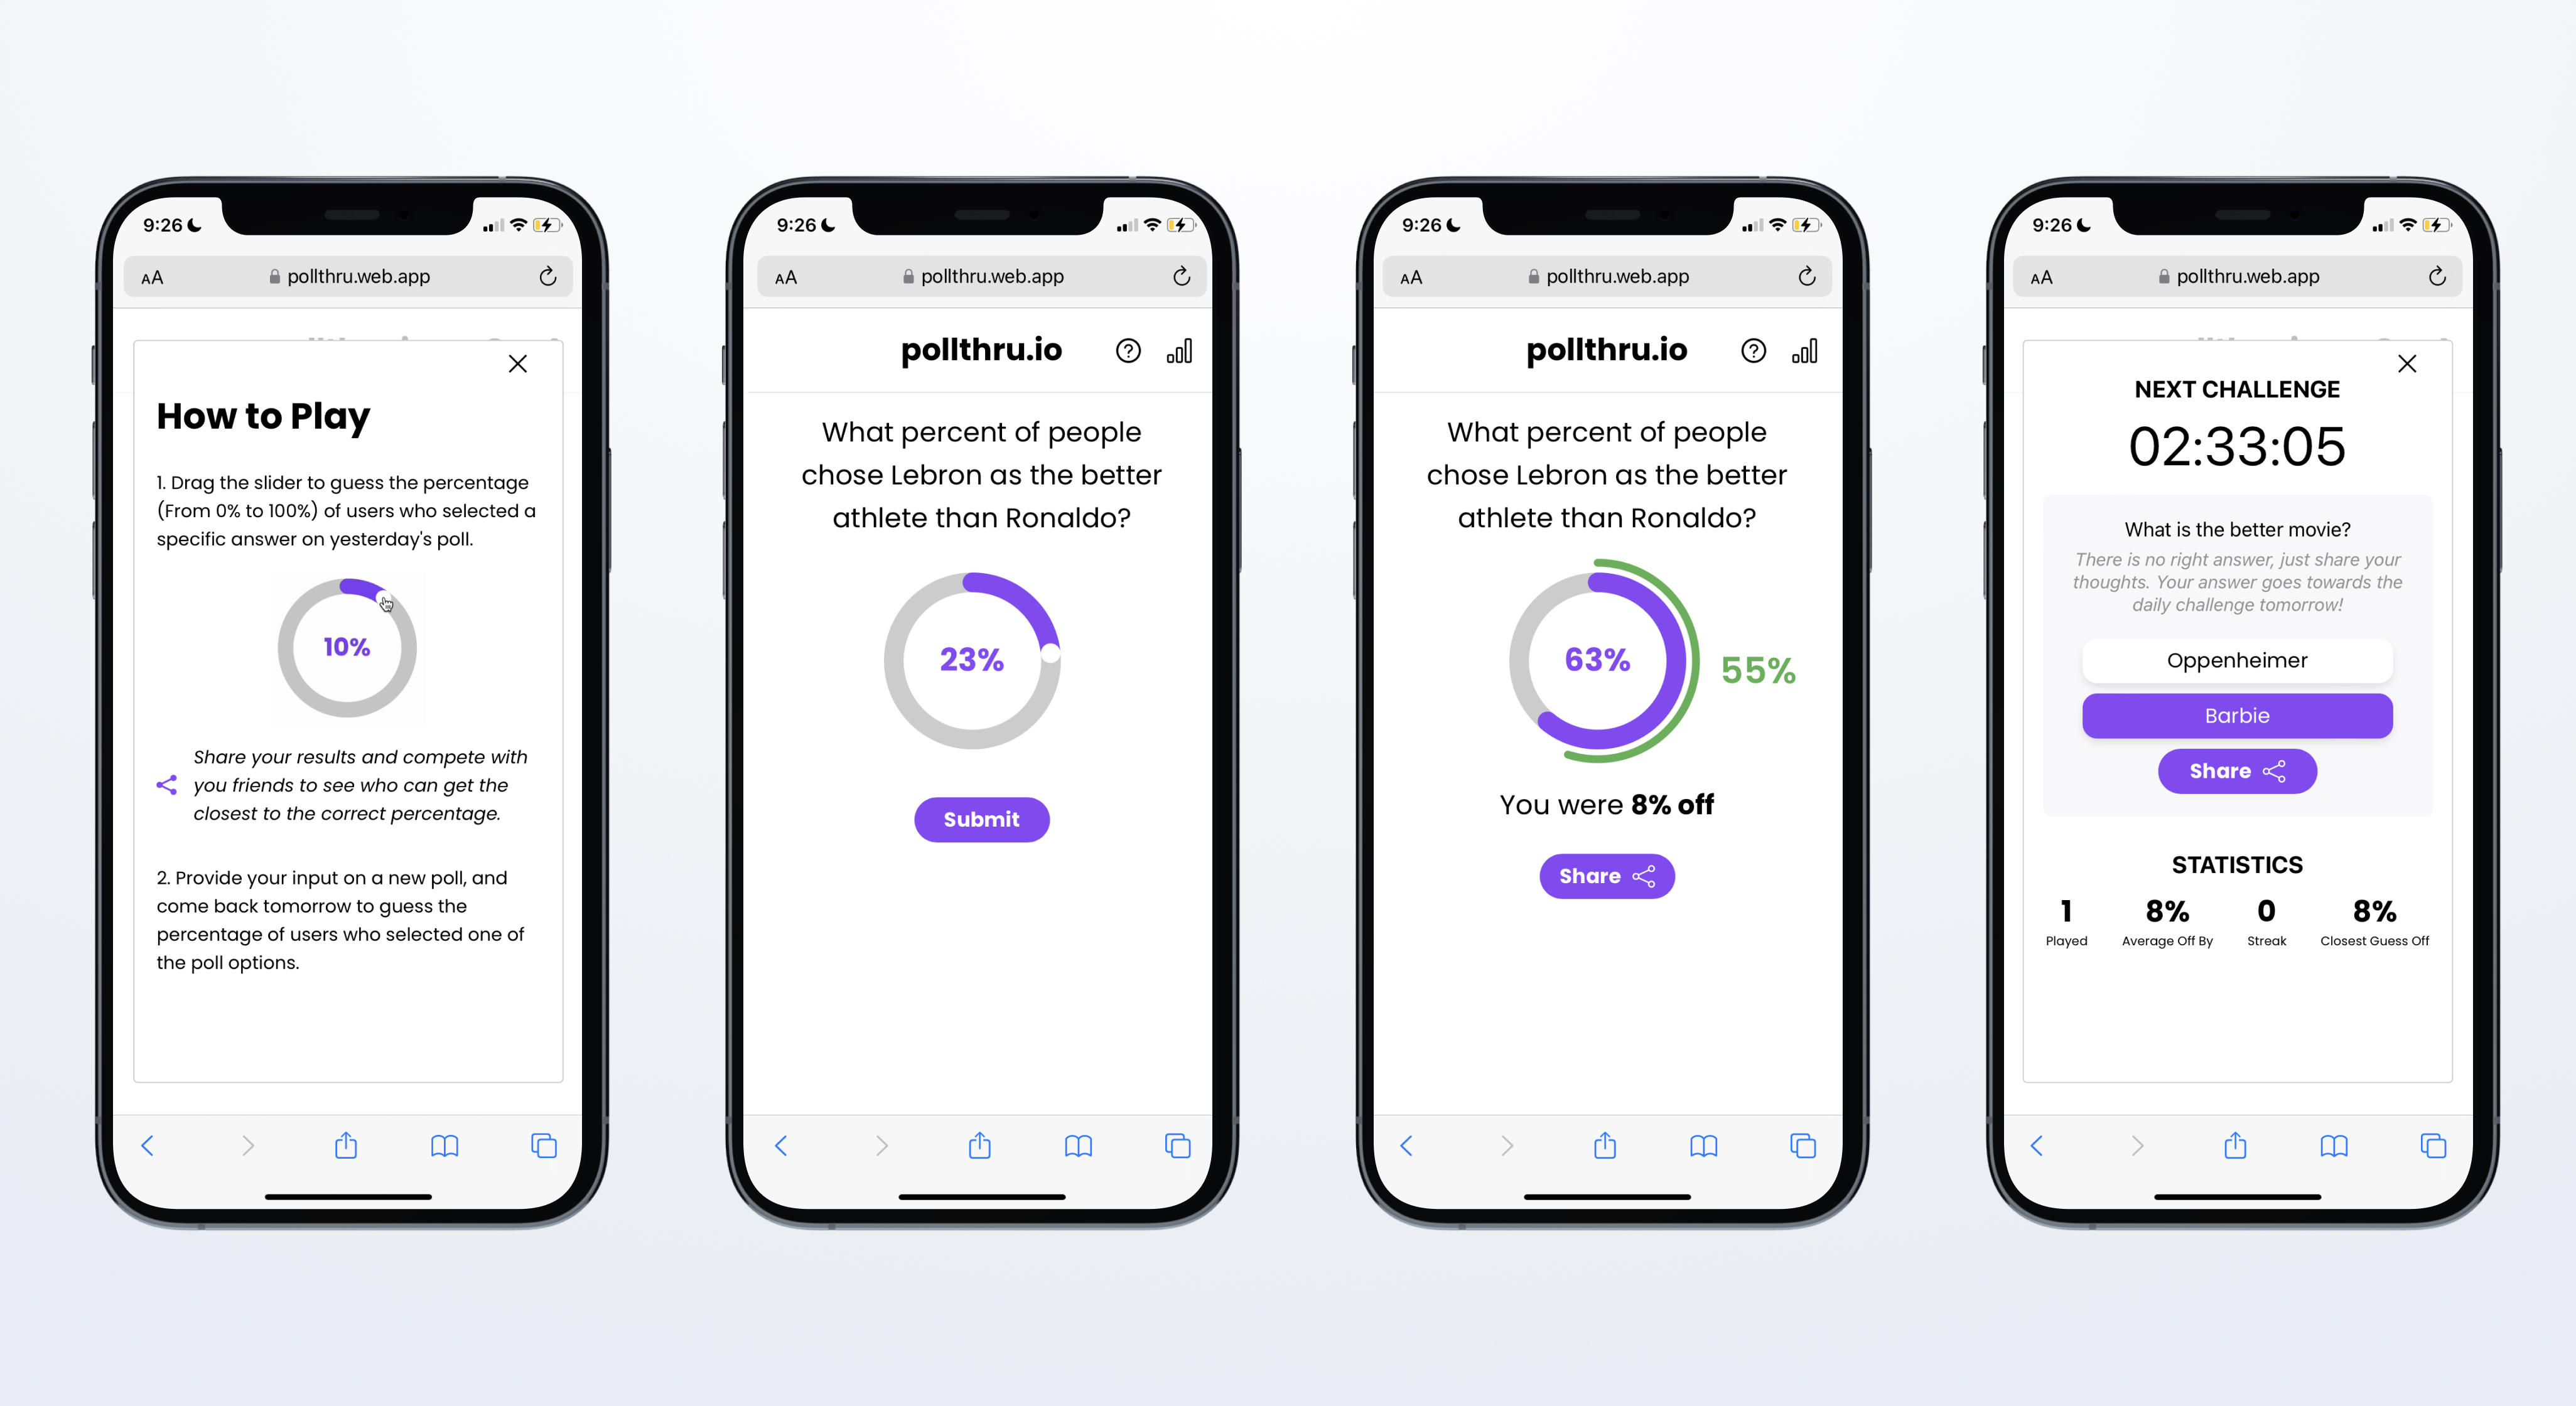 9:26
AA pollthru.web.app
How to Play
1. Drag the slider to guess the percentage
(From 0% to 100%) of users who selected a
specific answer on yesterday's poll.
10%
Share your results and compete with
you friends to see who can get the
closest to the correct percentage.
2. Provide your input on a new poll, and
come back tomorrow to guess the
percentage of users who selected one of
the poll options.
9:26
AA pollthru.web.app
pollthru.io ?
What percent of people
chose Lebron as the better
athlete than Ronaldo?
23%
Submit
9:26
AA pollthru.web.app
pollthru.io ?
What percent of people
chose Lebron as the better
athlete than Ronaldo?
63%
55%
You were 8% off
Share
9:26
AA pollthru.web.app
NEXT CHALLENGE
02:33:05
What is the better movie?
There is no right answer, just share your
thoughts. Your answer goes towards the
daily challenge tomorrow!
Oppenheimer
Barbie
Share
STATISTICS
1 8% 0 8%
Played Average Off By Streak Closest Guess Off